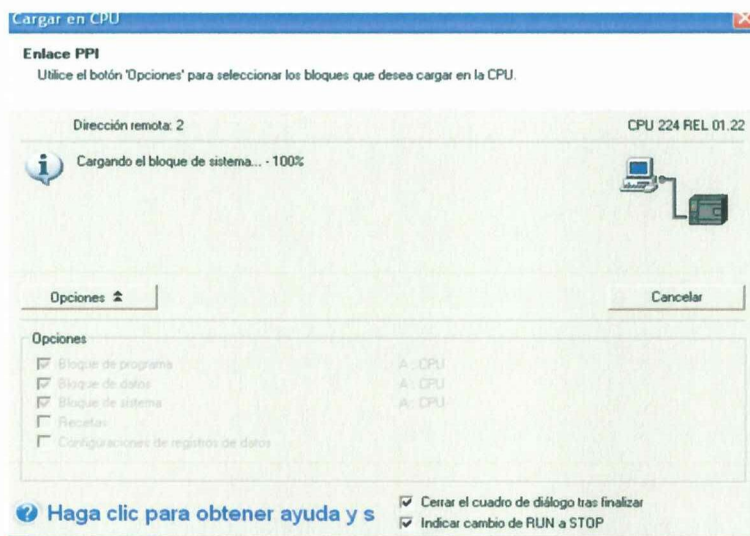 Cargar en CPU
Enlace PPI
Utilice el botón 'Opciones' para seleccionar los bloques que desea cargar en la CPU.
Dirección remota: 2 CPU 224 REL 01.22
Cargando el bloque de sistema... - 100%
Opciones Cancelar
Opciones
Bloque de programa A : CPU
Bloque de datos A : CPU
Bloque de sistema A : CPU
Recetas
Configuraciones de registros de datos
Haga clic para obtener ayuda y s
Cerrar el cuadro de diálogo tras finalizar
Indicar cambio de RUN a STOP